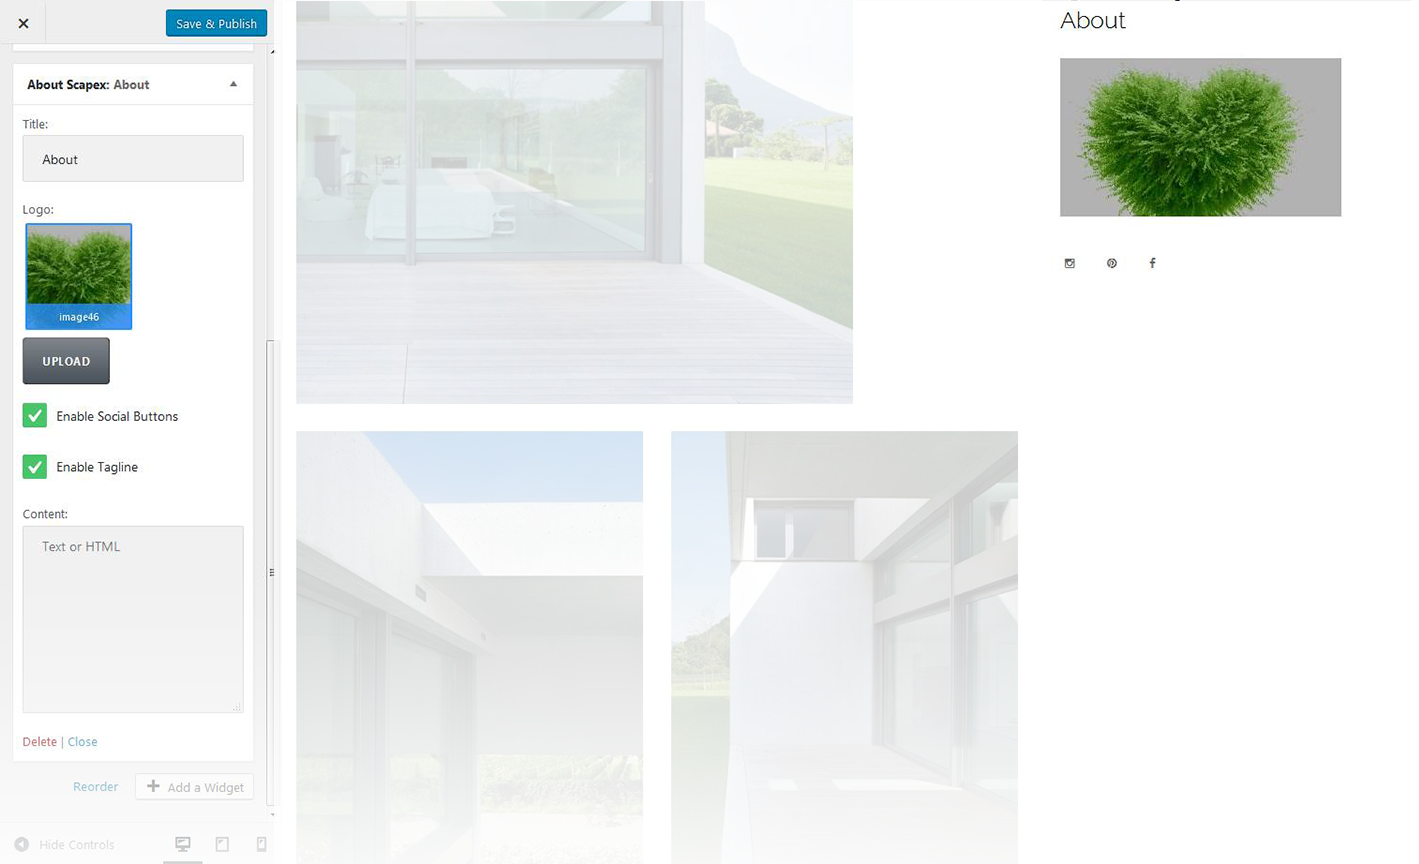 Save & Publish
About Scapex: About
Title:
About
Logo:
image46
UPLOAD
Enable Social Buttons
Enable Tagline
Content:
Text or HTML
Delete | Close
Reorder
Add a Widget
Hide Controls
About